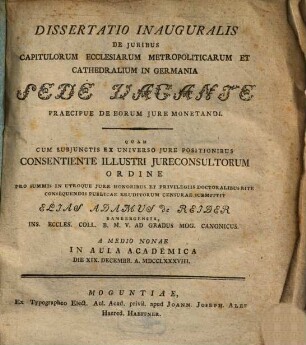 DISSERTATIO INAUGURALIS
DE JURIBUS
CAPITULORUM ECCLESIARUM METROPOLITICARUM ET
CATHEDRALIUM IN GERMANIA
SEDE VACANTE
PRAECIPUE DE EORUM JURE MONETANDI.
QUAM
CUM SUBJUNCTIS EX UNIVERSO JURE POSITIONIBUS
CONSENTIENTE ILLUSTRI JURECONSULTORUM
ORDINE
PRO SUMMIS IN UTROQUE JURE HONORIBUS ET PRIVILEGIIS DOCTORALIBUS RITE
CONSEQUENDIS PUBLICAE ERUDITORUM CENSURAE SUBMITTIT
ELIAS ADAMUS de REIDER
BAMBERGENSIS,
INS. ECCLES. COLL. B. M. V. AD GRADUS MOG. CANONICUS.
A MEDIO NONAE
IN AULA ACADEMICA
DIE XIX. DECEMBR. A. MDCCLXXXVIII.
MOGUNTIAE,
Ex Typographeo Elect. Aul. Acad. privil. apud JOANN. JOSEPH. ALEF
Haered. HAEFFNER.